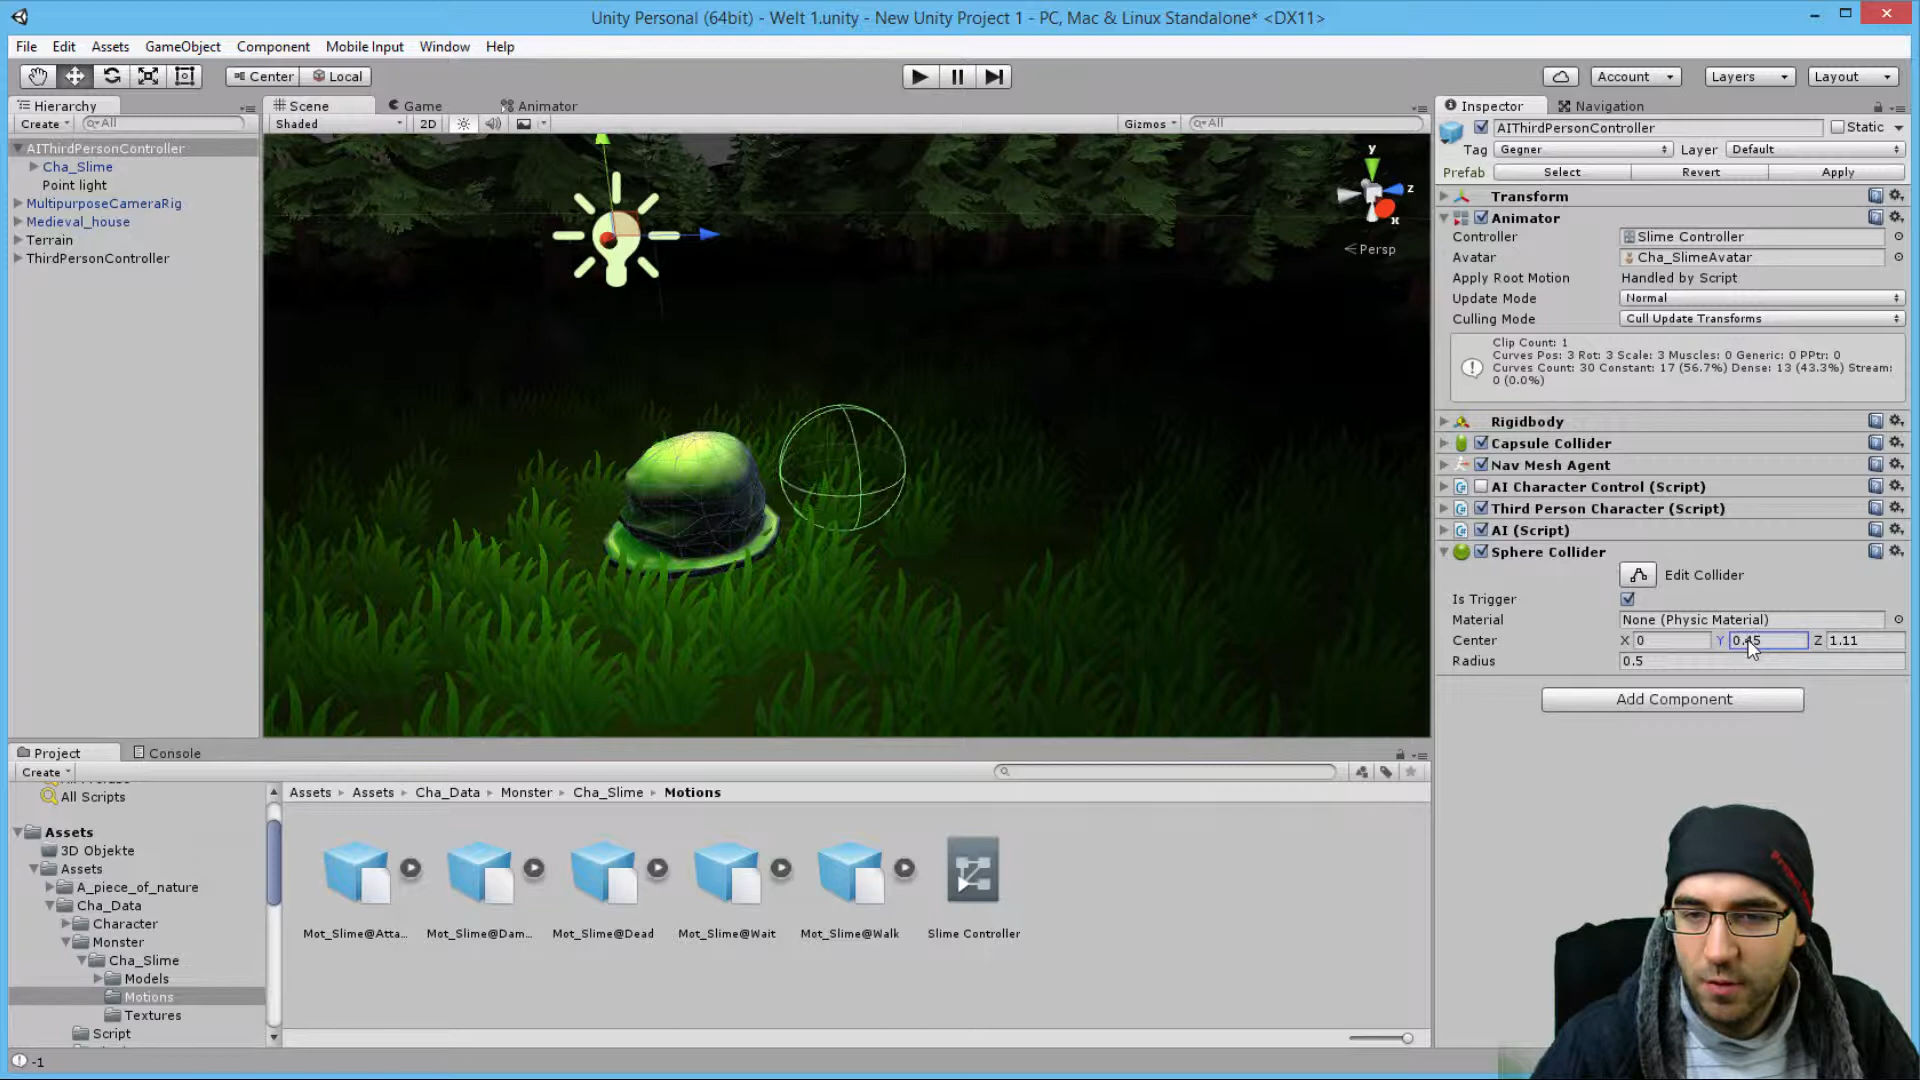 Unity Personal (64bit) - Welt 1.unity - New Unity Project 1 - PC, Mac & Linux Standalone* <DX11>
File Edit Assets GameObject Component Mobile Input Window Help
Center Local Account Layers Layout
Hierarchy
Create All
AIThirdPersonController
Cha_Slime
Point light
MultipurposeCameraRig
Medieval_house
Terrain
ThirdPersonController
Scene Game Animator
Shaded 2D Gizmos All
y
z
x
Persp
Inspector Navigation
AIThirdPersonController Static
Tag Gegner Layer Default
Prefab Select Revert Apply
Transform
Animator
Controller Slime Controller
Avatar Cha_SlimeAvatar
Apply Root Motion Handled by Script
Update Mode Normal
Culling Mode Cull Update Transforms
Clip Count: 1
Curves Pos: 3 Rot: 3 Scale: 3 Muscles: 0 Generic: 0 PPtr: 0
Curves Count: 30 Constant: 17 (56.7%) Dense: 13 (43.3%) Stream:
0 (0.0%)
Rigidbody
Capsule Collider
Nav Mesh Agent
AI Character Control (Script)
Third Person Character (Script)
AI (Script)
Sphere Collider
Edit Collider
Is Trigger
Material None (Physic Material)
Center X 0 Y 0.45 Z 1.11
Radius 0.5
Add Component
Project Console
Create
All Scripts
Assets
3D Objekte
Assets
A_piece_of_nature
Cha_Data
Character
Monster
Cha_Slime
Models
Motions
Textures
Script
Assets Assets Cha_Data Monster Cha_Slime Motions
Mot_Slime@Atta... Mot_Slime@Dam... Mot_Slime@Dead Mot_Slime@Wait Mot_Slime@Walk Slime Controller
-1